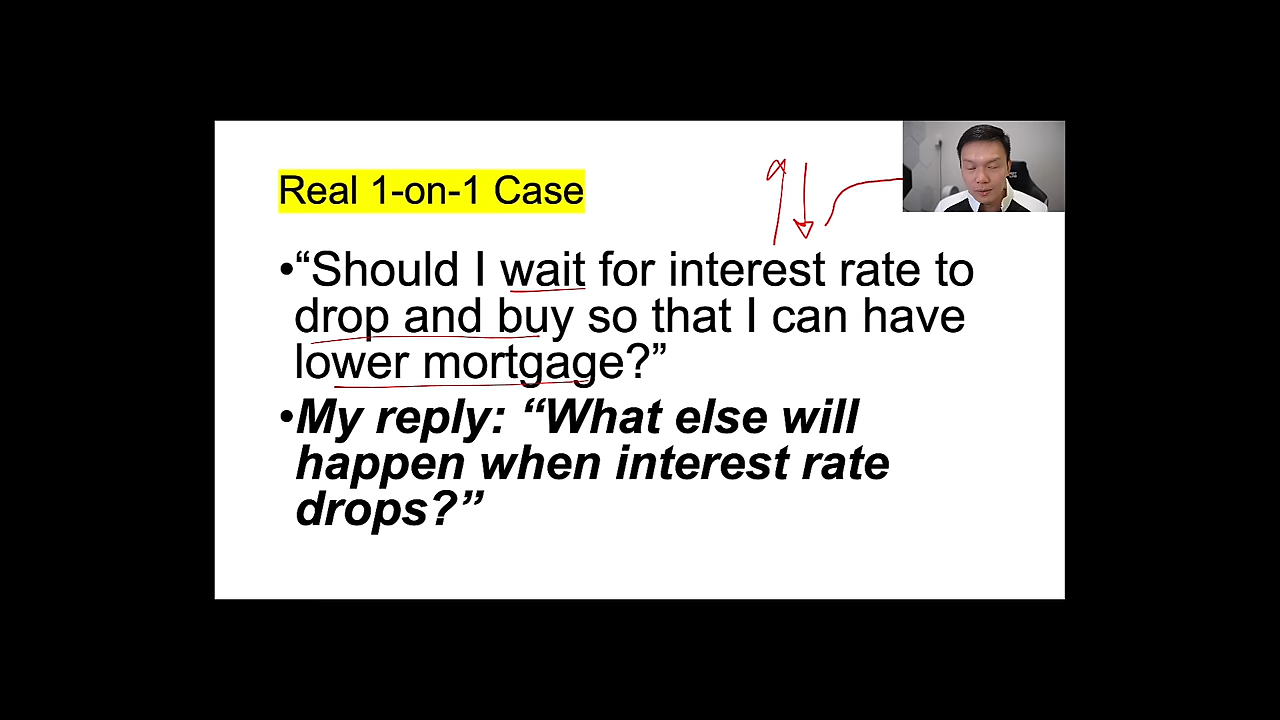 Real 1-on-1 Case
•“Should I wait for interest rate to
drop and buy so that I can have
lower mortgage?”
•My reply: “What else will
happen when interest rate
drops?”